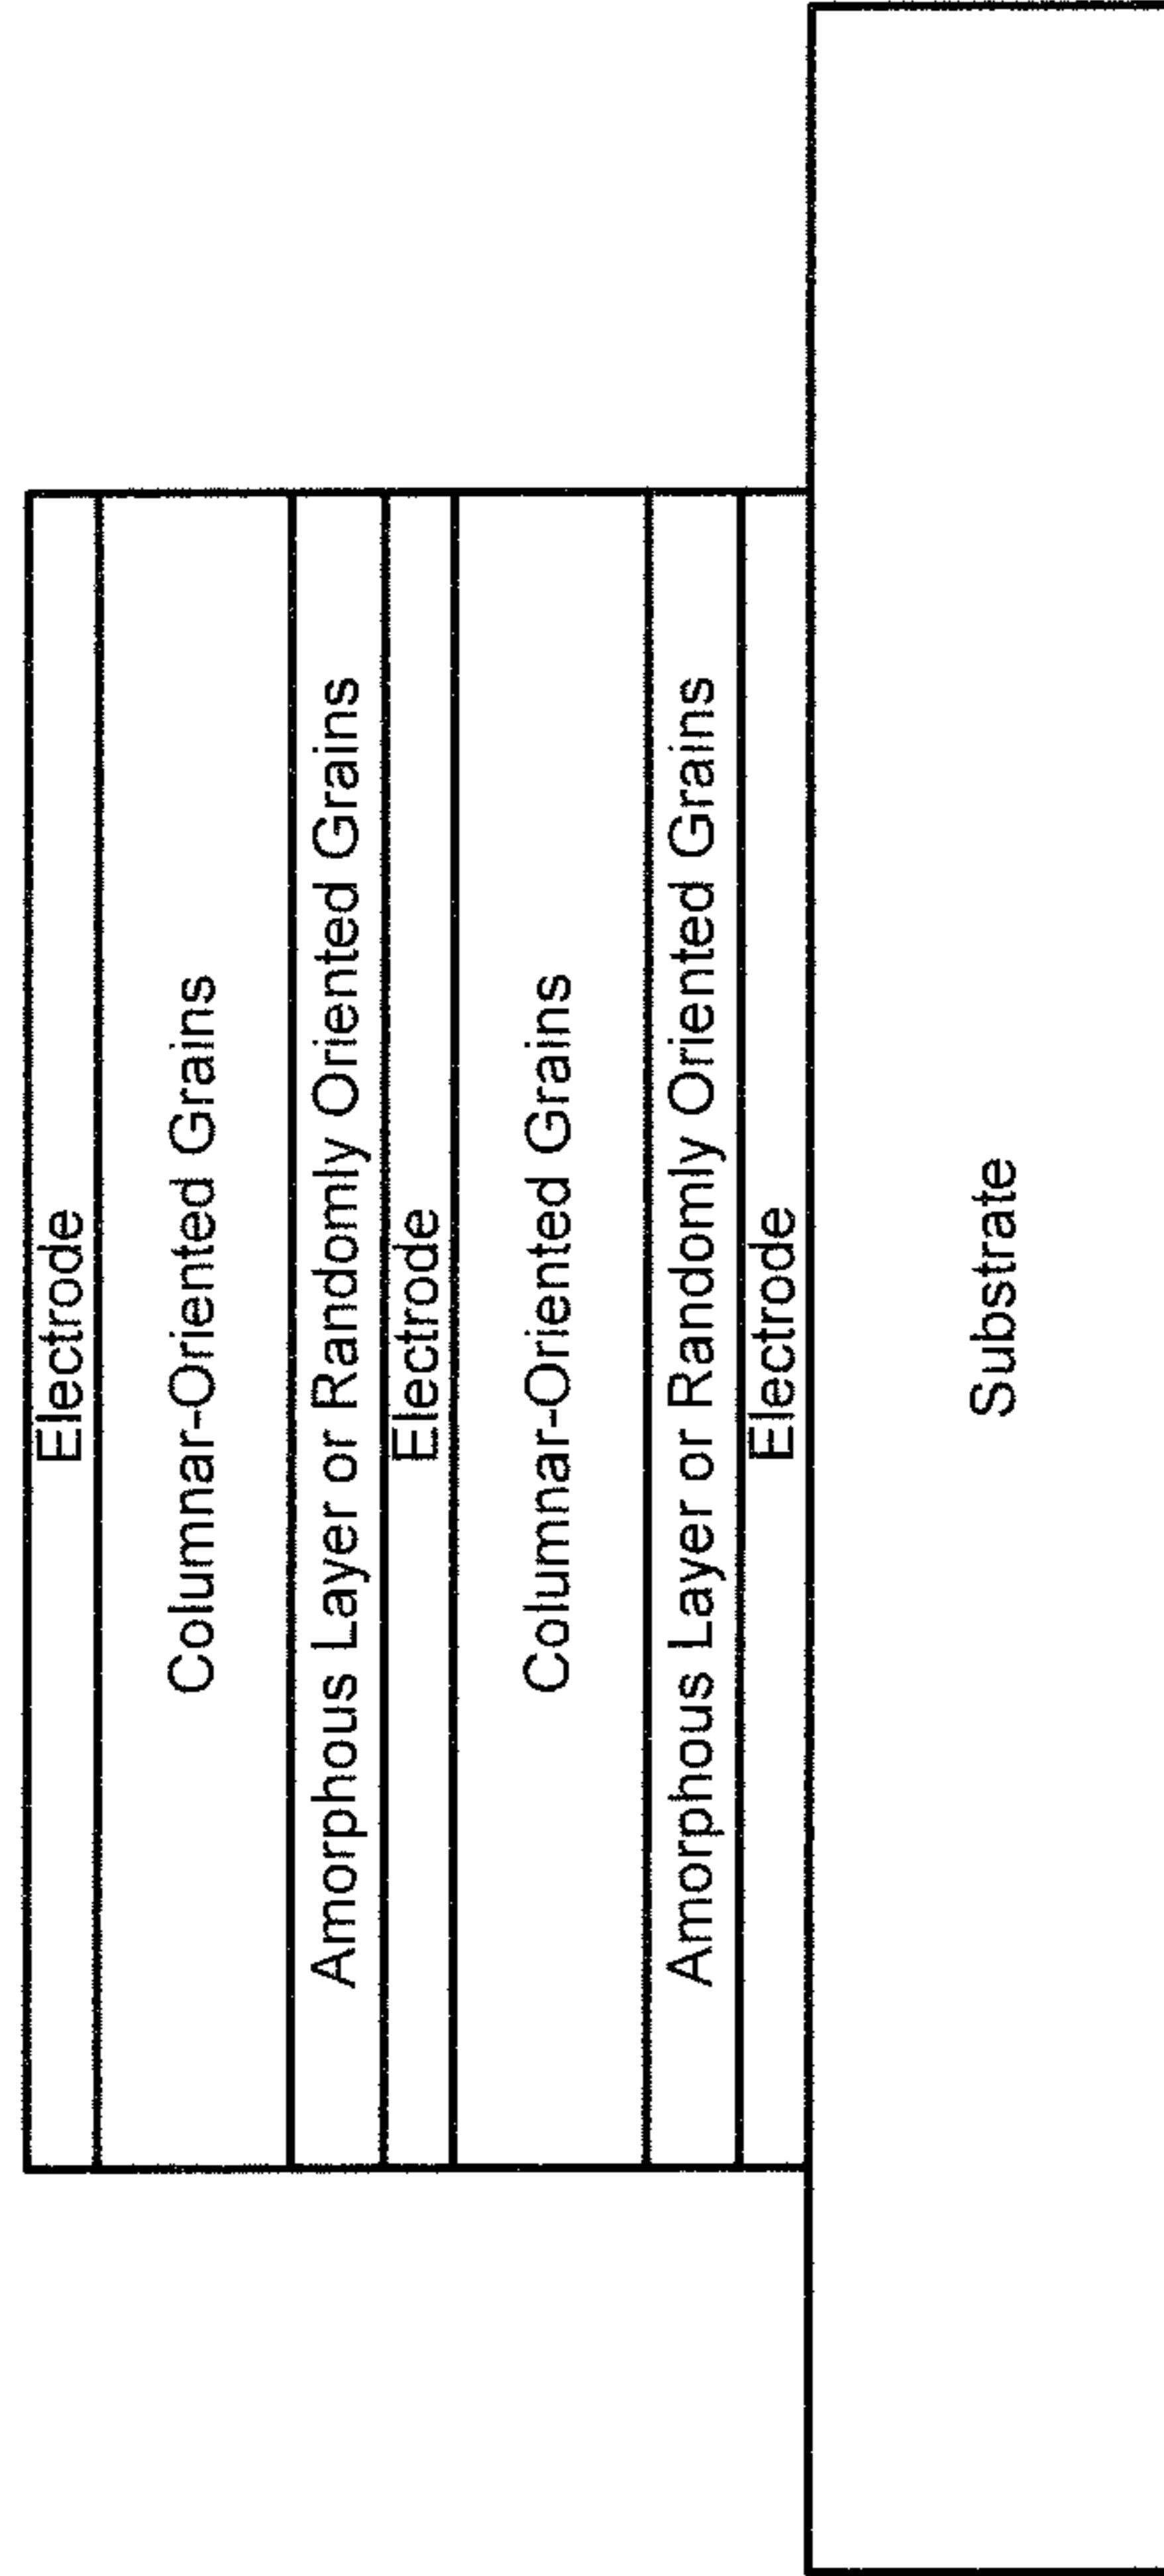 Electrode
Columnar-Oriented Grains
Amorphous Layer or Randomly Oriented Grains
Electrode
Columnar-Oriented Grains
Amorphous Layer or Randomly Oriented Grains
Electrode
Substrate